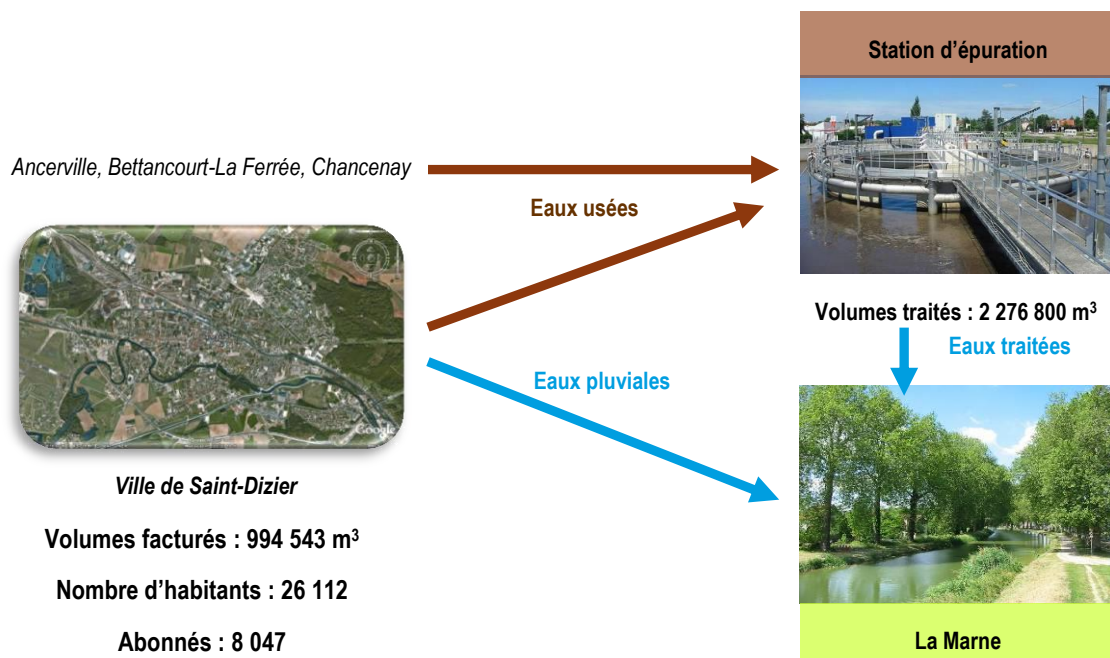 Station d'épuration
Ancerville, Bettancourt-La Ferrée, Chancenay
Eaux usées
Volumes traités : 2 276 800 m³
Eaux traitées
Eaux pluviales
Google
Ville de Saint-Dizier
Volumes facturés : 994 543 m³
Nombre d'habitants : 26 112
Abonnés : 8 047
La Marne